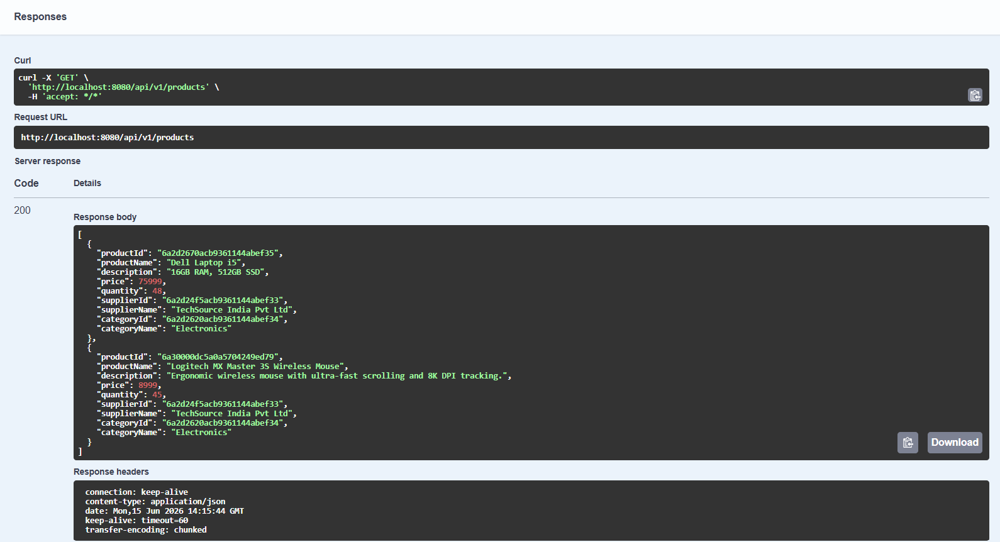 Responses
Curl
curl -X 'GET' \
  'http://localhost:8080/api/v1/products' \
  -H 'accept: */*'
Request URL
http://localhost:8080/api/v1/products
Server response
Code Details
200
Response body
[
  {
    "productId": "6a2d2670acb9361144abef35",
    "productName": "Dell Laptop i5",
    "description": "16GB RAM, 512GB SSD",
    "price": 75999,
    "quantity": 48,
    "supplierId": "6a2d24f5acb9361144abef33",
    "supplierName": "TechSource India Pvt Ltd",
    "categoryId": "6a2d2620acb9361144abef34",
    "categoryName": "Electronics"
  },
  {
    "productId": "6a30000dc5a0a5704249ed79",
    "productName": "Logitech MX Master 3S Wireless Mouse",
    "description": "Ergonomic wireless mouse with ultra-fast scrolling and 8K DPI tracking.",
    "price": 8999,
    "quantity": 45,
    "supplierId": "6a2d24f5acb9361144abef33",
    "supplierName": "TechSource India Pvt Ltd",
    "categoryId": "6a2d2620acb9361144abef34",
    "categoryName": "Electronics"
  }
]
Download
Response headers
connection: keep-alive
content-type: application/json
date: Mon,15 Jun 2026 14:15:44 GMT
keep-alive: timeout=60
transfer-encoding: chunked